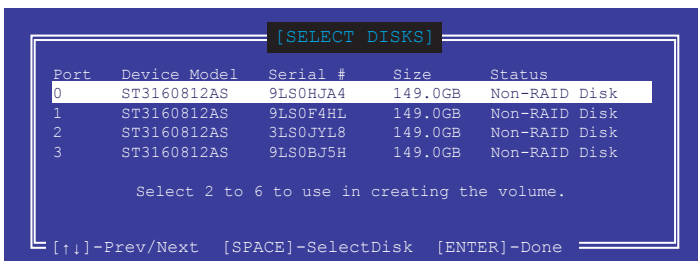 [SELECT DISKS]
Port Device Model Serial # Size Status
0 ST3160812AS 9LS0HJA4 149.0GB Non-RAID Disk
1 ST3160812AS 9LS0F4HL 149.0GB Non-RAID Disk
2 ST3160812AS 3LS0JYL8 149.0GB Non-RAID Disk
3 ST3160812AS 9LS0BJ5H 149.0GB Non-RAID Disk
Select 2 to 6 to use in creating the volume.
[↑↓]-Prev/Next [SPACE]-SelectDisk [ENTER]-Done